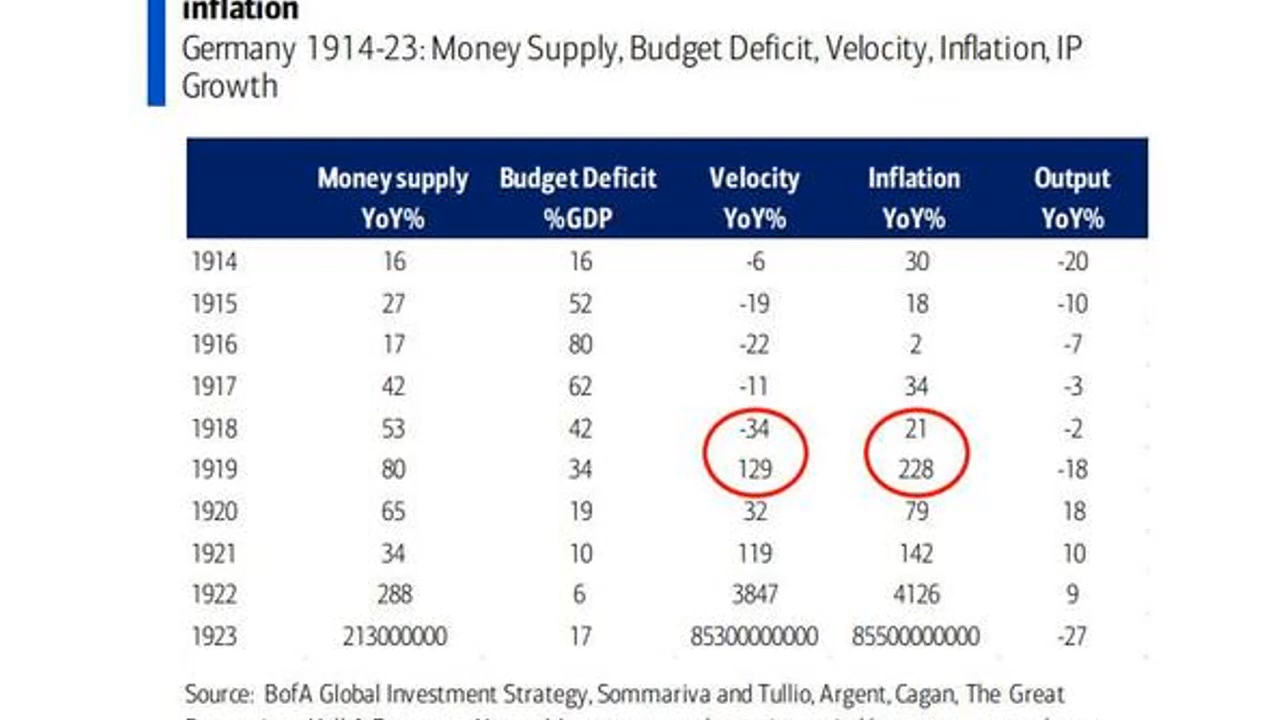 inflation
Germany 1914-23: Money Supply, Budget Deficit, Velocity, Inflation, IP
Growth
Money supply Budget Deficit Velocity Inflation Output
YoY% %GDP YoY% YoY% YoY%
1914 16 16 -6 30 -20
1915 27 52 -19 18 -10
1916 17 80 -22 2 -7
1917 42 62 -11 34 -3
1918 53 42 -34 21 -2
1919 80 34 129 228 -18
1920 65 19 32 79 18
1921 34 10 119 142 10
1922 288 6 3847 4126 9
1923 213000000 17 85300000000 85500000000 -27
Source: BofA Global Investment Strategy, Sommariva and Tullio, Argent, Cagan, The Great